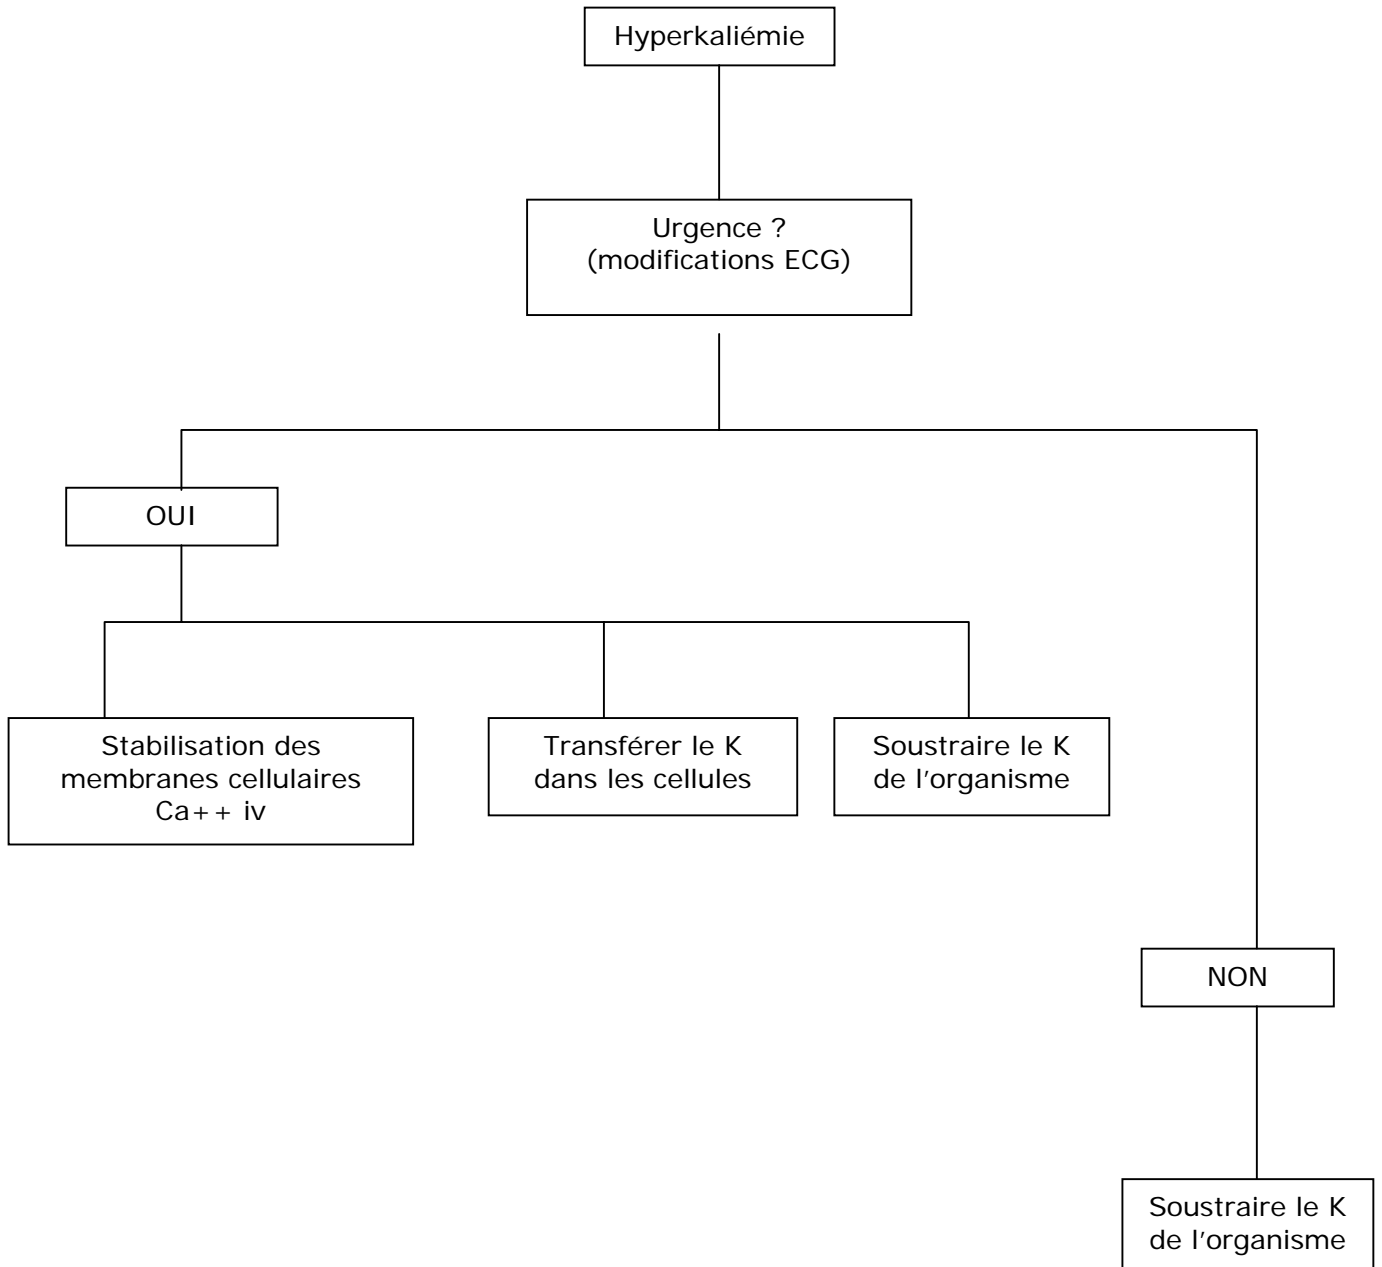 Hyperkaliémie
Urgence ?
(modifications ECG)
OUI
Stabilisation des
membranes cellulaires
Ca++ iv
Transférer le K
dans les cellules
Soustraire le K
de l'organisme
NON
Soustraire le K
de l'organisme